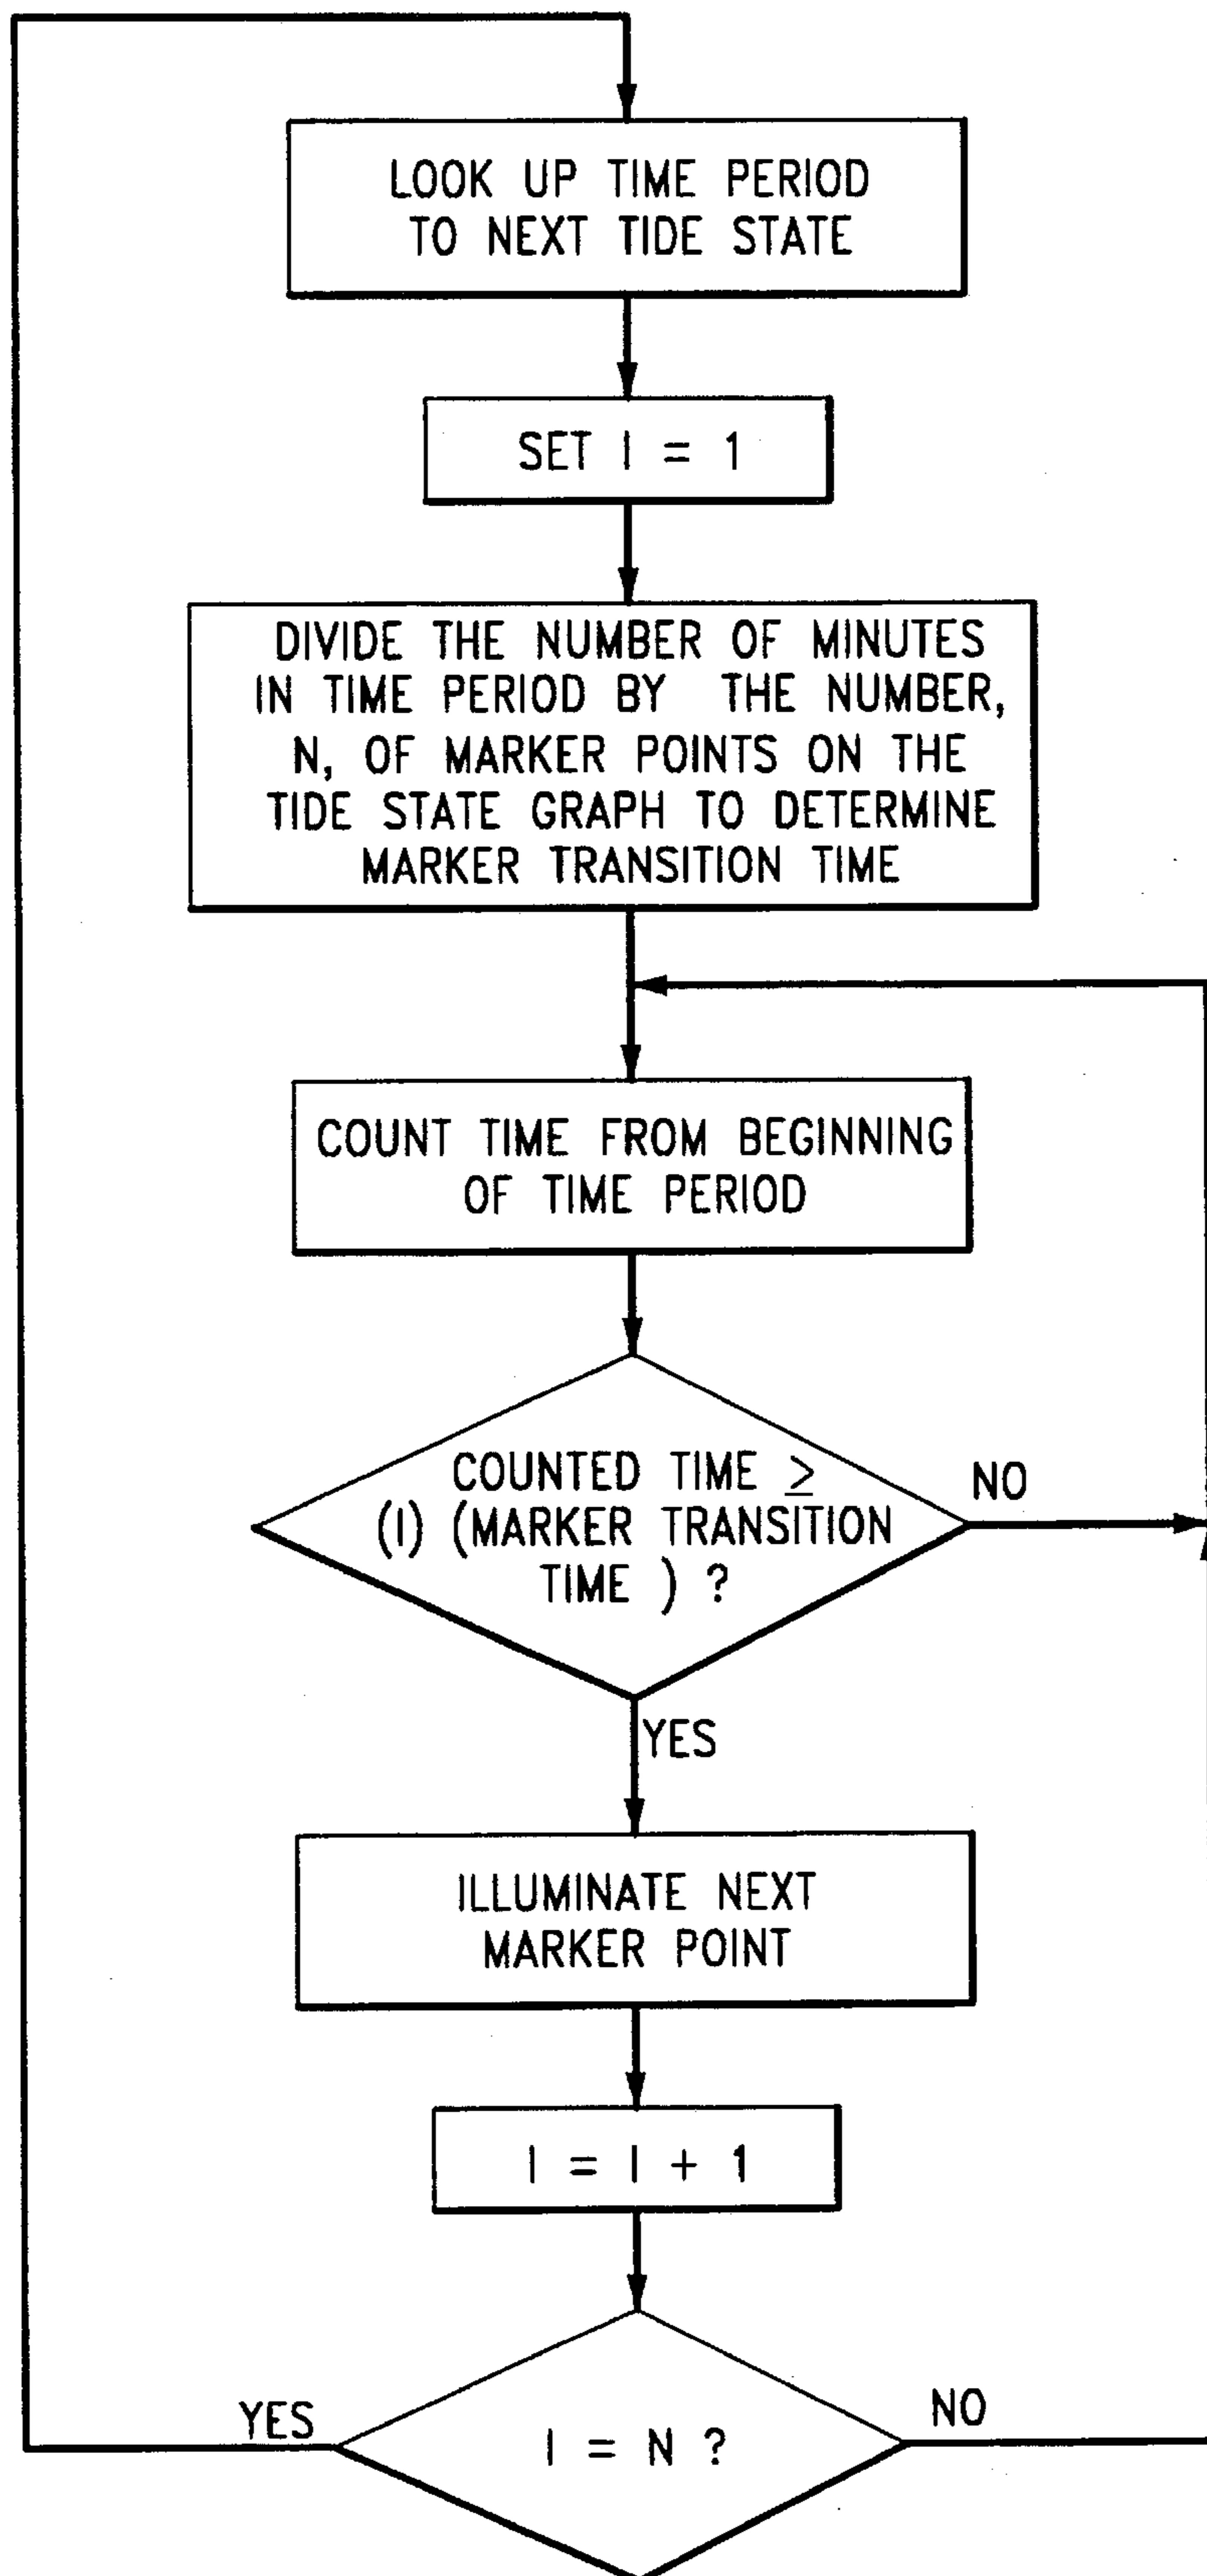 LOOK UP TIME PERIOD
TO NEXT TIDE STATE
SET I = 1
DIVIDE THE NUMBER OF MINUTES
IN TIME PERIOD BY THE NUMBER,
N, OF MARKER POINTS ON THE
TIDE STATE GRAPH TO DETERMINE
MARKER TRANSITION TIME
COUNT TIME FROM BEGINNING
OF TIME PERIOD
COUNTED TIME ≥
(I) (MARKER TRANSITION
TIME ) ?
NO
YES
ILLUMINATE NEXT
MARKER POINT
I = I + 1
YES
I = N ?
NO